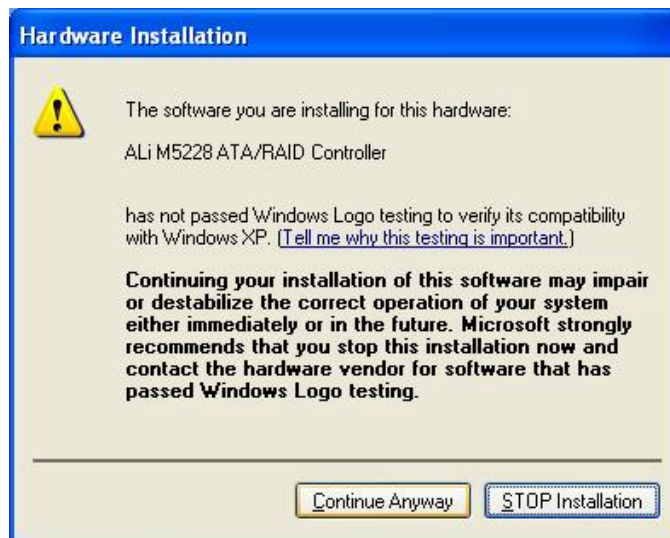 Hardware Installation
The software you are installing for this hardware:
ALi M5228 ATA/RAID Controller
has not passed Windows Logo testing to verify its compatibility
with Windows XP. (Tell me why this testing is important.)
Continuing your installation of this software may impair
or destabilize the correct operation of your system
either immediately or in the future. Microsoft strongly
recommends that you stop this installation now and
contact the hardware vendor for software that has
passed Windows Logo testing.
Continue Anyway STOP Installation